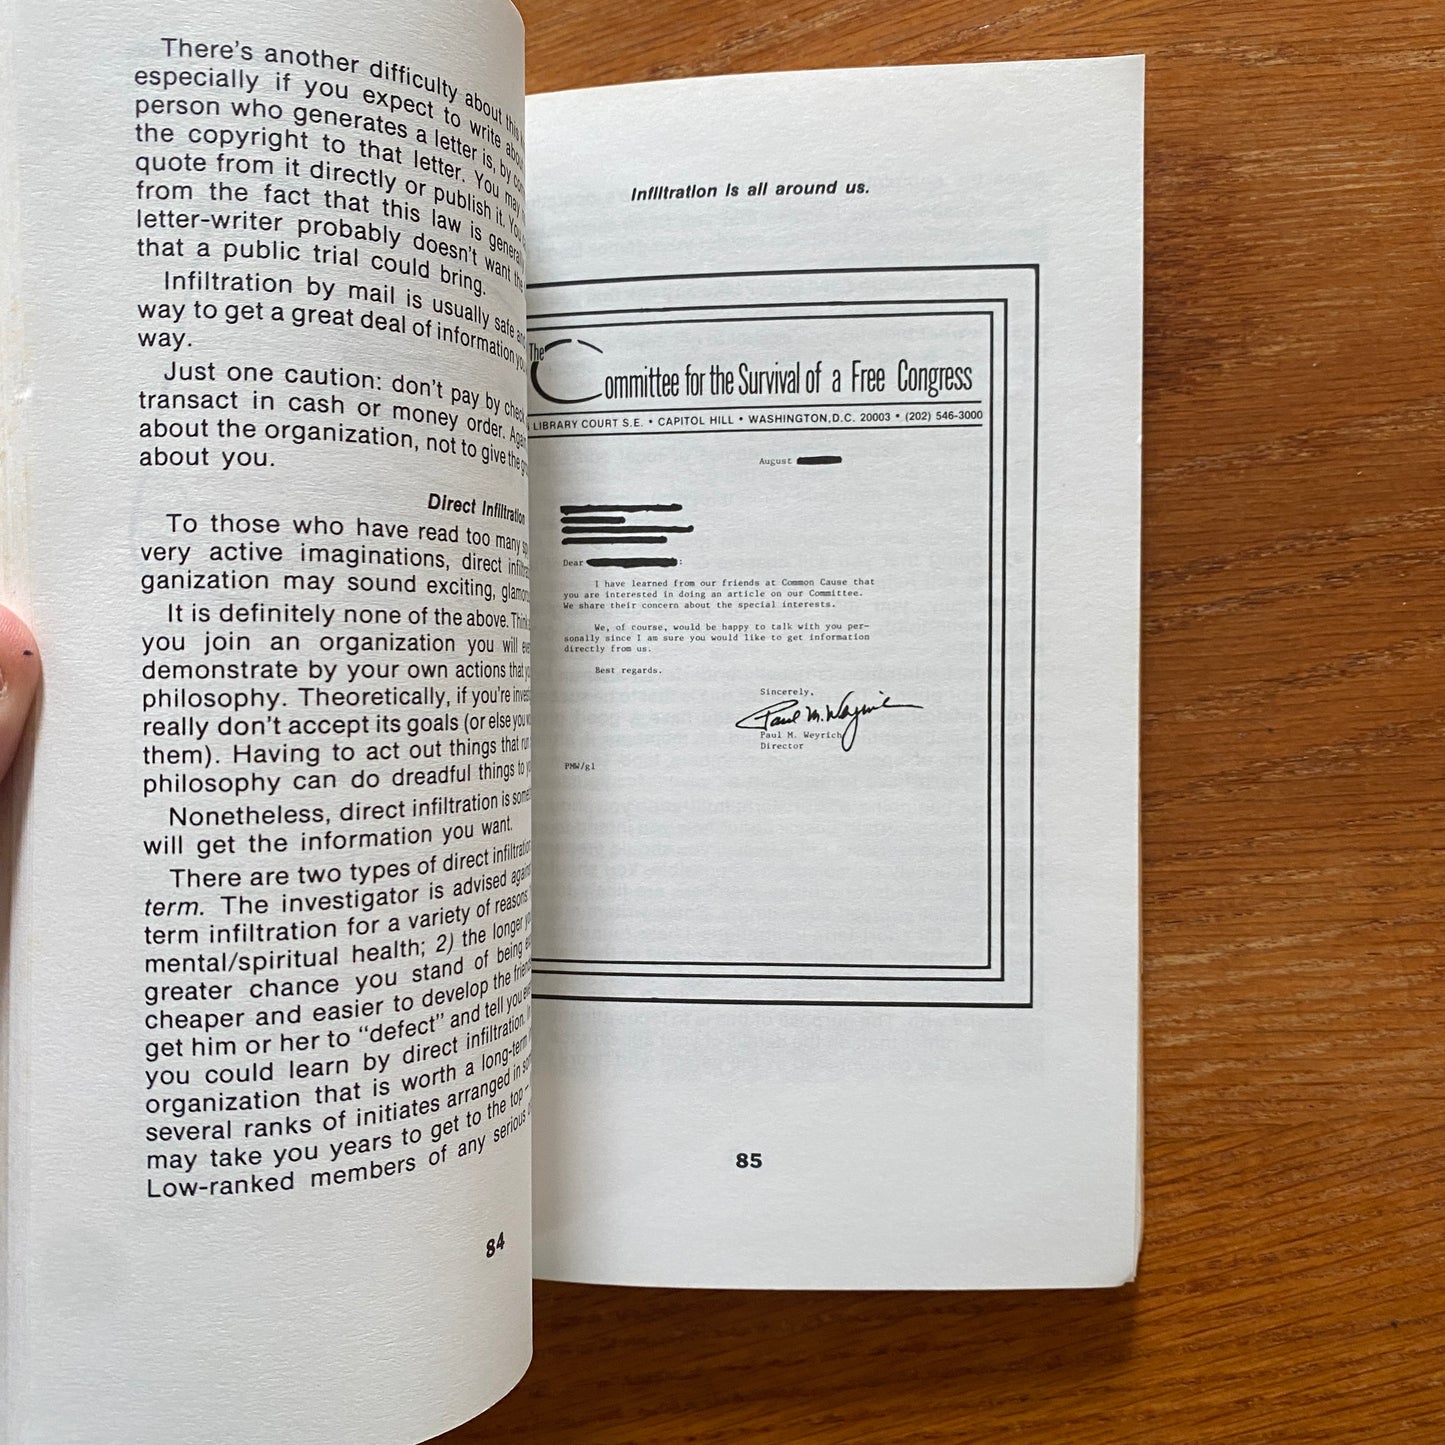 There's another difficulty about this
especially if you expect to write about
person who generates a letter is, by
the copyright to that letter. You may
quote from it directly or publish it. You
from the fact that this law is
letter-writer probably doesn't want the
that a public trial could bring.
Infiltration by mail is usually safe and
way to get a great deal of information
way.
Just one caution: don't pay by
transact in cash or money order.
about the organization, not to give the
about you.
Direct Infiltration
To those who have read too many
very active imaginations, direct
ganization may sound exciting,
It is definitely none of the above.
you join an organization you will
demonstrate by your own actions that
philosophy. Theoretically, if you're
really don't accept its goals (or else you
them). Having to act out things that run
philosophy can do dreadful things to
Nonetheless, direct infiltration is
will get the information you want.
There are two types of direct
term. The investigator is advised against
term infiltration for a variety of reasons:
mental/spiritual health; 2) the longer
greater chance you stand of being
cheaper and easier to develop the
get him or her to "defect" and tell you
you could learn by direct infiltration.
organization that is worth a long-term
several ranks of initiates arranged in
may take you years to get to the top –
Low-ranked members of any serious
84
Infiltration is all around us.
The Committee for the Survival of a Free Congress
LIBRARY COURT S.E. • CAPITOL HILL • WASHINGTON, D.C. 20003 • (202) 546-3000
August
Dear :
I have learned from our friends at Common Cause that
you are interested in doing an article on our Committee.
We share their concern about the special interests.
We, of course, would be happy to talk with you per-
sonally since I am sure you would like to get information
directly from us.
Best regards.
Sincerely,
Paul M. Weyrich
Paul M. Weyrich
Director
PMW/gl
85